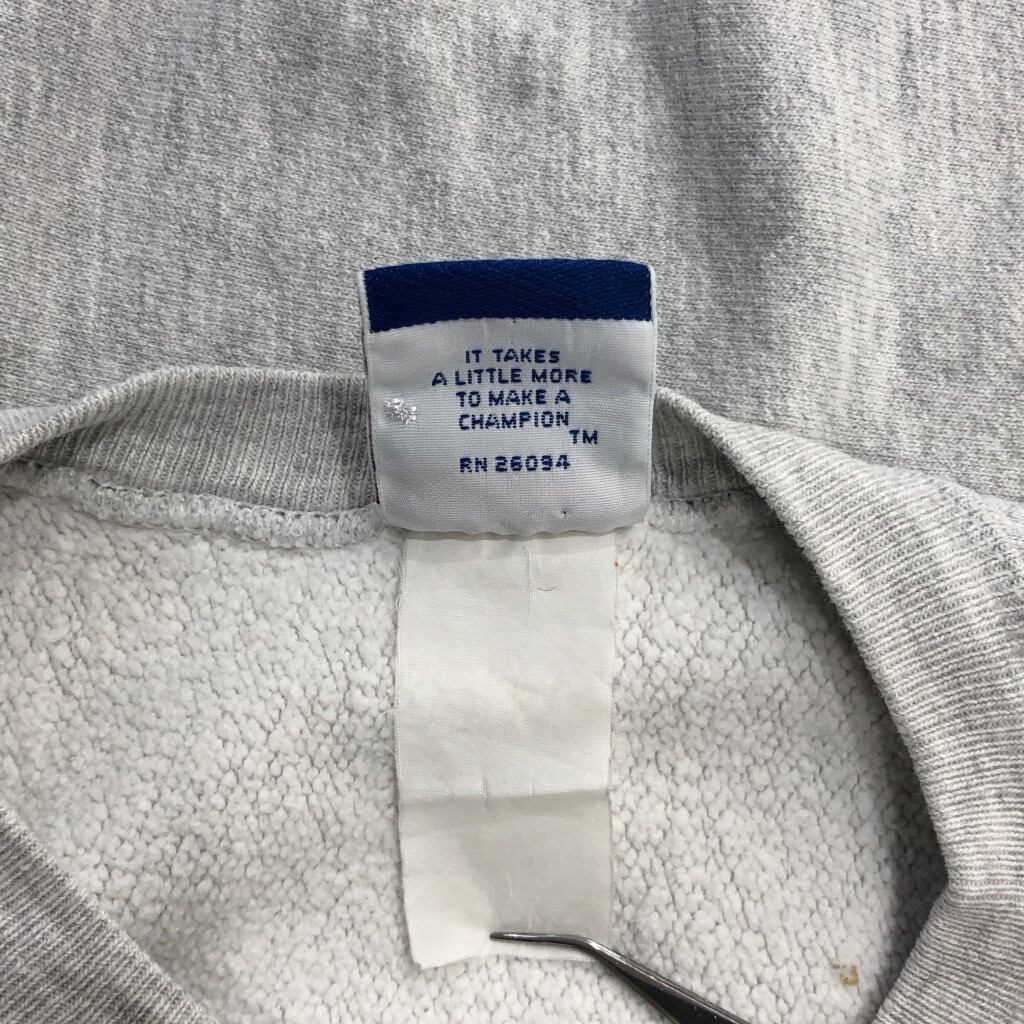 IT TAKES
A LITTLE MORE
TO MAKE A
CHAMPION TM
RN 26094